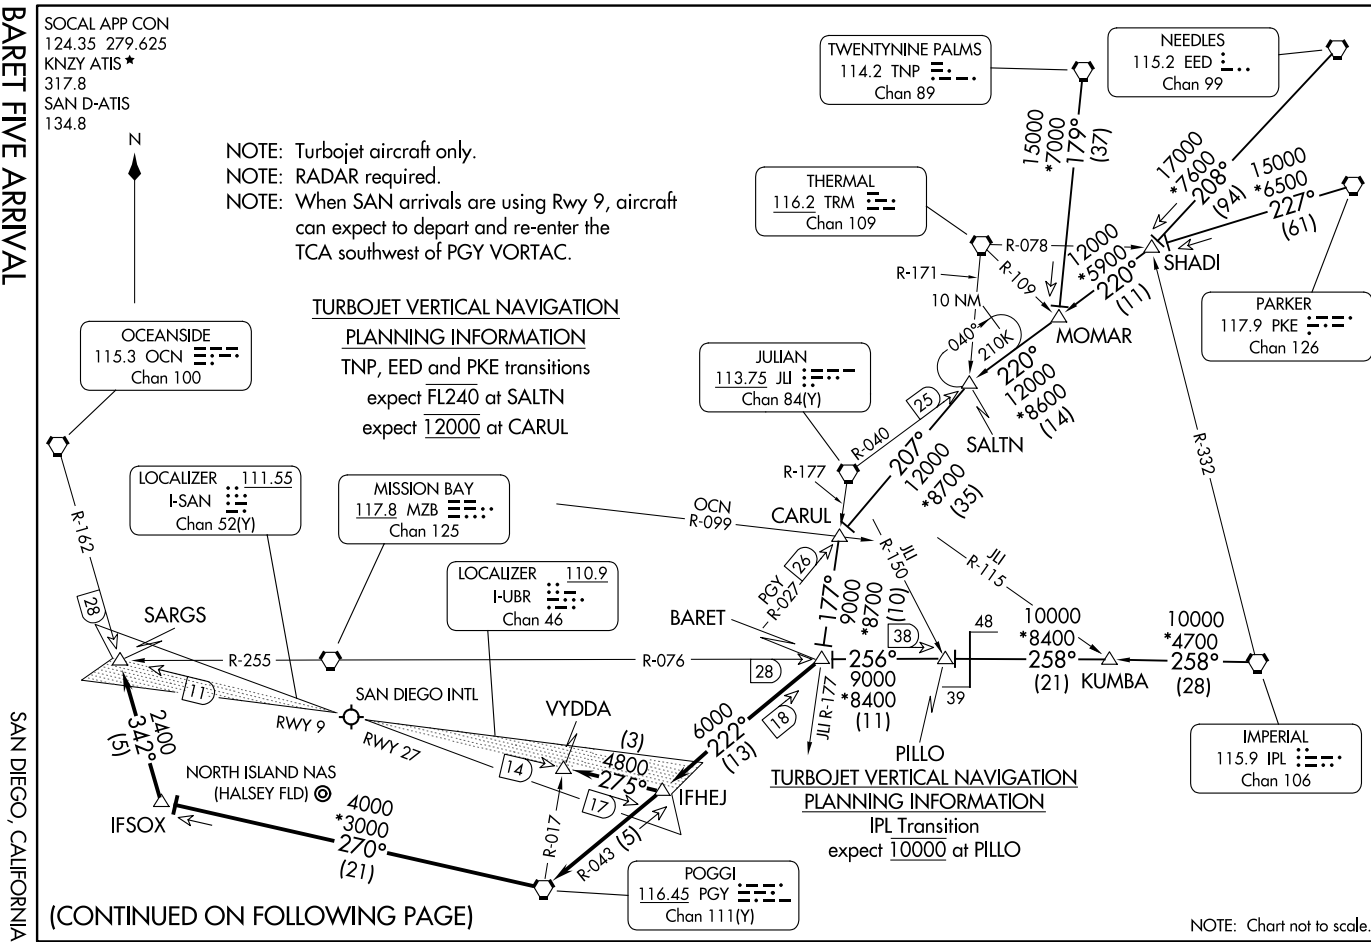 BARET FIVE ARRIVAL
SAN DIEGO, CALIFORNIA
SOCAL APP CON
124.35 279.625
KNZY ATIS★
317.8
SAN D-ATIS
134.8
N
NOTE: Turbojet aircraft only.
NOTE: RADAR required.
NOTE: When SAN arrivals are using Rwy 9, aircraft
can expect to depart and re-enter the
TCA southwest of PGY VORTAC.
TURBOJET VERTICAL NAVIGATION
PLANNING INFORMATION
TNP, EED and PKE transitions
expect FL240 at SALTN
expect 12000 at CARUL
TWENTYNINE PALMS
114.2 TNP
Chan 89
NEEDLES
115.2 EED
Chan 99
15000
*7000
179°
(37)
17000
*7600
208°
(94)
15000
*6500
227°
(61)
THERMAL
116.2 TRM
Chan 109
R-078
R-109
R-171
10 NM
040°
210K
12000
*5900
220°
(11)
SHADI
MOMAR
PARKER
117.9 PKE
Chan 126
220°
12000
*8600
(14)
SALTN
R-332
OCEANSIDE
115.3 OCN
Chan 100
JULIAN
113.75 JLI
Chan 84(Y)
25
R-040
R-177
207°
12000
*8700
(35)
LOCALIZER 111.55
I-SAN
Chan 52(Y)
MISSION BAY
117.8 MZB
Chan 125
OCN
R-099
CARUL
JLI
R-150
JLI
R-115
R-162
28
LOCALIZER 110.9
I-UBR
Chan 46
PGY
R-027
26
177°
9000
*8700
(10)
BARET
38
48
39
10000
*8400
258°
(21)
KUMBA
10000
*4700
258°
(28)
SARGS
R-255
R-076
28
256°
9000
*8400
(11)
JLI R-177
PILLO
11
SAN DIEGO INTL
RWY 9
RWY 27
VYDDA
18
6000
222°
(13)
(3)
4800
275°
14
17
IFHEJ
2400
342°
(5)
NORTH ISLAND NAS
(HALSEY FLD)
IFSOX
4000
*3000
270°
(21)
R-017
R-043
(5)
POGGI
116.45 PGY
Chan 111(Y)
TURBOJET VERTICAL NAVIGATION
PLANNING INFORMATION
IPL Transition
expect 10000 at PILLO
IMPERIAL
115.9 IPL
Chan 106
(CONTINUED ON FOLLOWING PAGE)
NOTE: Chart not to scale.